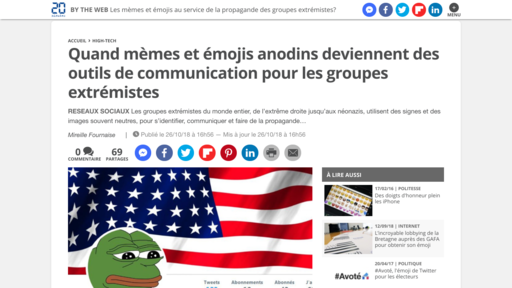 20
MINUTES
BY THE WEB Les mèmes et émojis au service de la propagande des groupes extrémistes?
MENU
ACCUEIL > HIGH-TECH
Quand mèmes et émojis anodins deviennent des
outils de communication pour les groupes
extrémistes
RESEAUX SOCIAUX Les groupes extrémistes du monde entier, de l'extrême droite jusqu'aux néonazis, utilisent des signes et des
images souvent neutres, pour s'identifier, communiquer et faire de la propagande...
Mireille Fournaise | Publié le 26/10/18 à 16h56 — Mis à jour le 26/10/18 à 16h56
0
COMMENTAIRE
69
PARTAGES
À LIRE AUSSI
17/02/16 | POLITESSE
Des doigts d'honneur plein
les iPhone
12/09/18 | INTERNET
L'incroyable lobbying de la
Bretagne auprès des GAFA
pour obtenir son émoji
20/04/17 | POLITIQUE
#Avoté, l'émoji de Twitter
pour les électeurs
#Avoté
Tweets
Abonnements
Abonnés
J'a